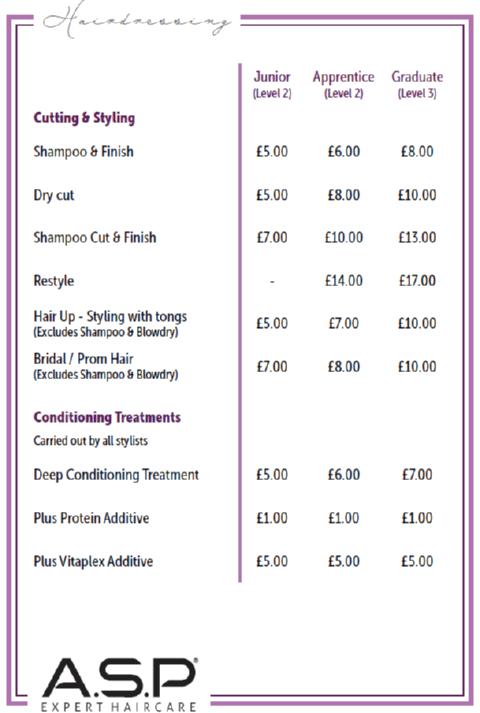 Hairdressing
Junior Apprentice Graduate
(Level 2) (Level 2) (Level 3)
Cutting & Styling
Shampoo & Finish £5.00 £6.00 £8.00
Dry cut £5.00 £8.00 £10.00
Shampoo Cut & Finish £7.00 £10.00 £13.00
Restyle - £14.00 £17.00
Hair Up - Styling with tongs £5.00 £7.00 £10.00
(Excludes Shampoo & Blowdry)
Bridal / Prom Hair £7.00 £8.00 £10.00
(Excludes Shampoo & Blowdry)
Conditioning Treatments
Carried out by all stylists
Deep Conditioning Treatment £5.00 £6.00 £7.00
Plus Protein Additive £1.00 £1.00 £1.00
Plus Vitaplex Additive £5.00 £5.00 £5.00
A.S.P®
EXPERT HAIRCARE